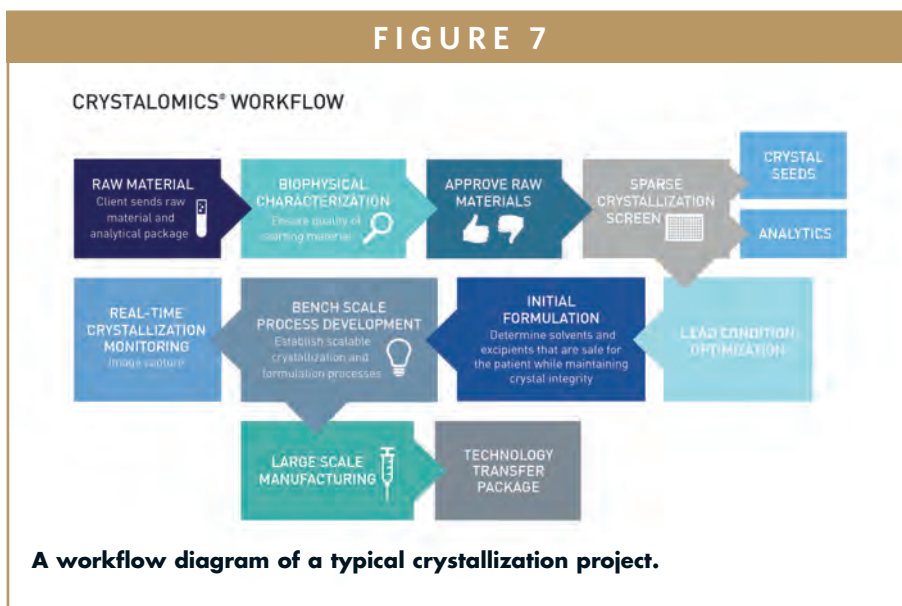 FIGURE 7
CRYSTALOMICS® WORKFLOW
RAW MATERIAL
Client sends raw
material and
analytical package
BIOPHYSICAL
CHARACTERIZATION
Ensure quality of
starting material
APPROVE RAW
MATERIALS
SPARSE
CRYSTALLIZATION
SCREEN
CRYSTAL
SEEDS
ANALYTICS
LEAD CONDITION
OPTIMIZATION
INITIAL
FORMULATION
Determine solvents and
excipients that are safe for
the patient while maintaining
crystal integrity
BENCH SCALE
PROCESS DEVELOPMENT
Establish scalable
crystallization and
formulation processes
REAL-TIME
CRYSTALLIZATION
MONITORING
Image capture
LARGE SCALE
MANUFACTURING
TECHNOLOGY
TRANSFER
PACKAGE
A workflow diagram of a typical crystallization project.